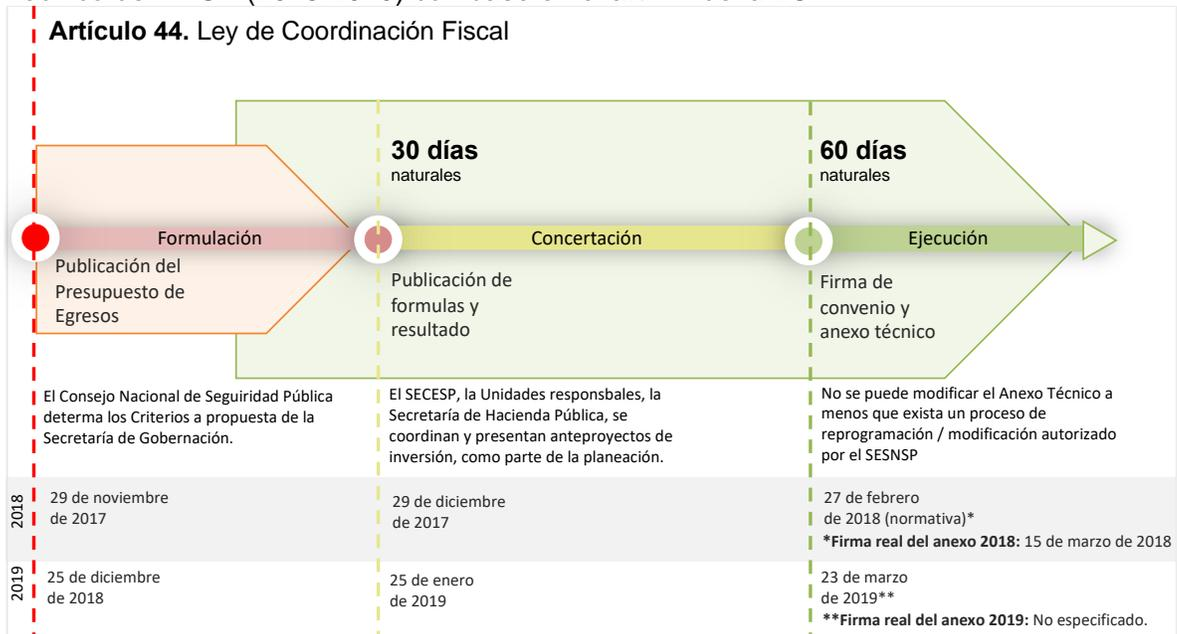 Artículo 44. Ley de Coordinación Fiscal
30 días
naturales
60 días
naturales
Formulación
Concertación
Ejecución
Publicación del
Presupuesto de
Egresos
Publicación de
formulas y
resultado
Firma de
convenio y
anexo técnico
El Consejo Nacional de Seguiridad Pública
determa los Criterios a propuesta de la
Secretaría de Gobernación.
El SECESP, la Unidades responsbales, la
Secretaría de Hacienda Pública, se
coordinan y presentan anteproyectos de
inversión, como parte de la planeación.
No se puede modificar el Anexo Técnico a
menos que exista un proceso de
reprogramación / modificación autorizado
por el SESNSP
2018
29 de noviembre
de 2017
29 de diciembre
de 2017
27 de febrero
de 2018 (normativa)*
*Firma real del anexo 2018: 15 de marzo de 2018
2019
25 de diciembre
de 2018
25 de enero
de 2019
23 de marzo
de 2019**
**Firma real del anexo 2019: No especificado.